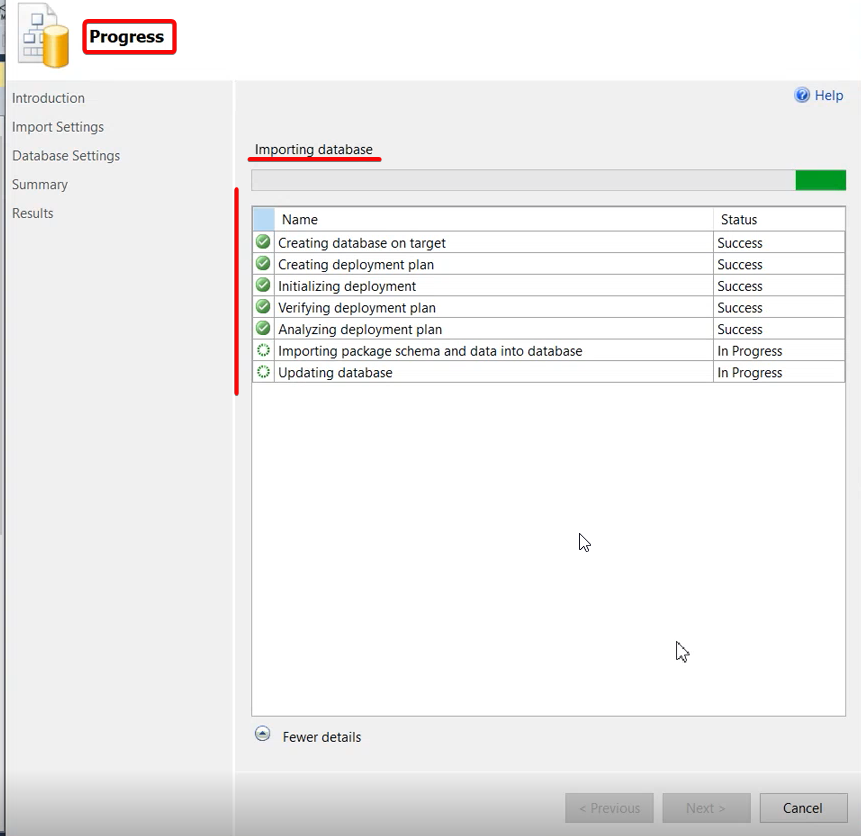 Progress
Introduction
Import Settings
Database Settings
Summary
Results
Help
Importing database
Name Status
Creating database on target Success
Creating deployment plan Success
Initializing deployment Success
Verifying deployment plan Success
Analyzing deployment plan Success
Importing package schema and data into database In Progress
Updating database In Progress
Fewer details
< Previous Next > Cancel